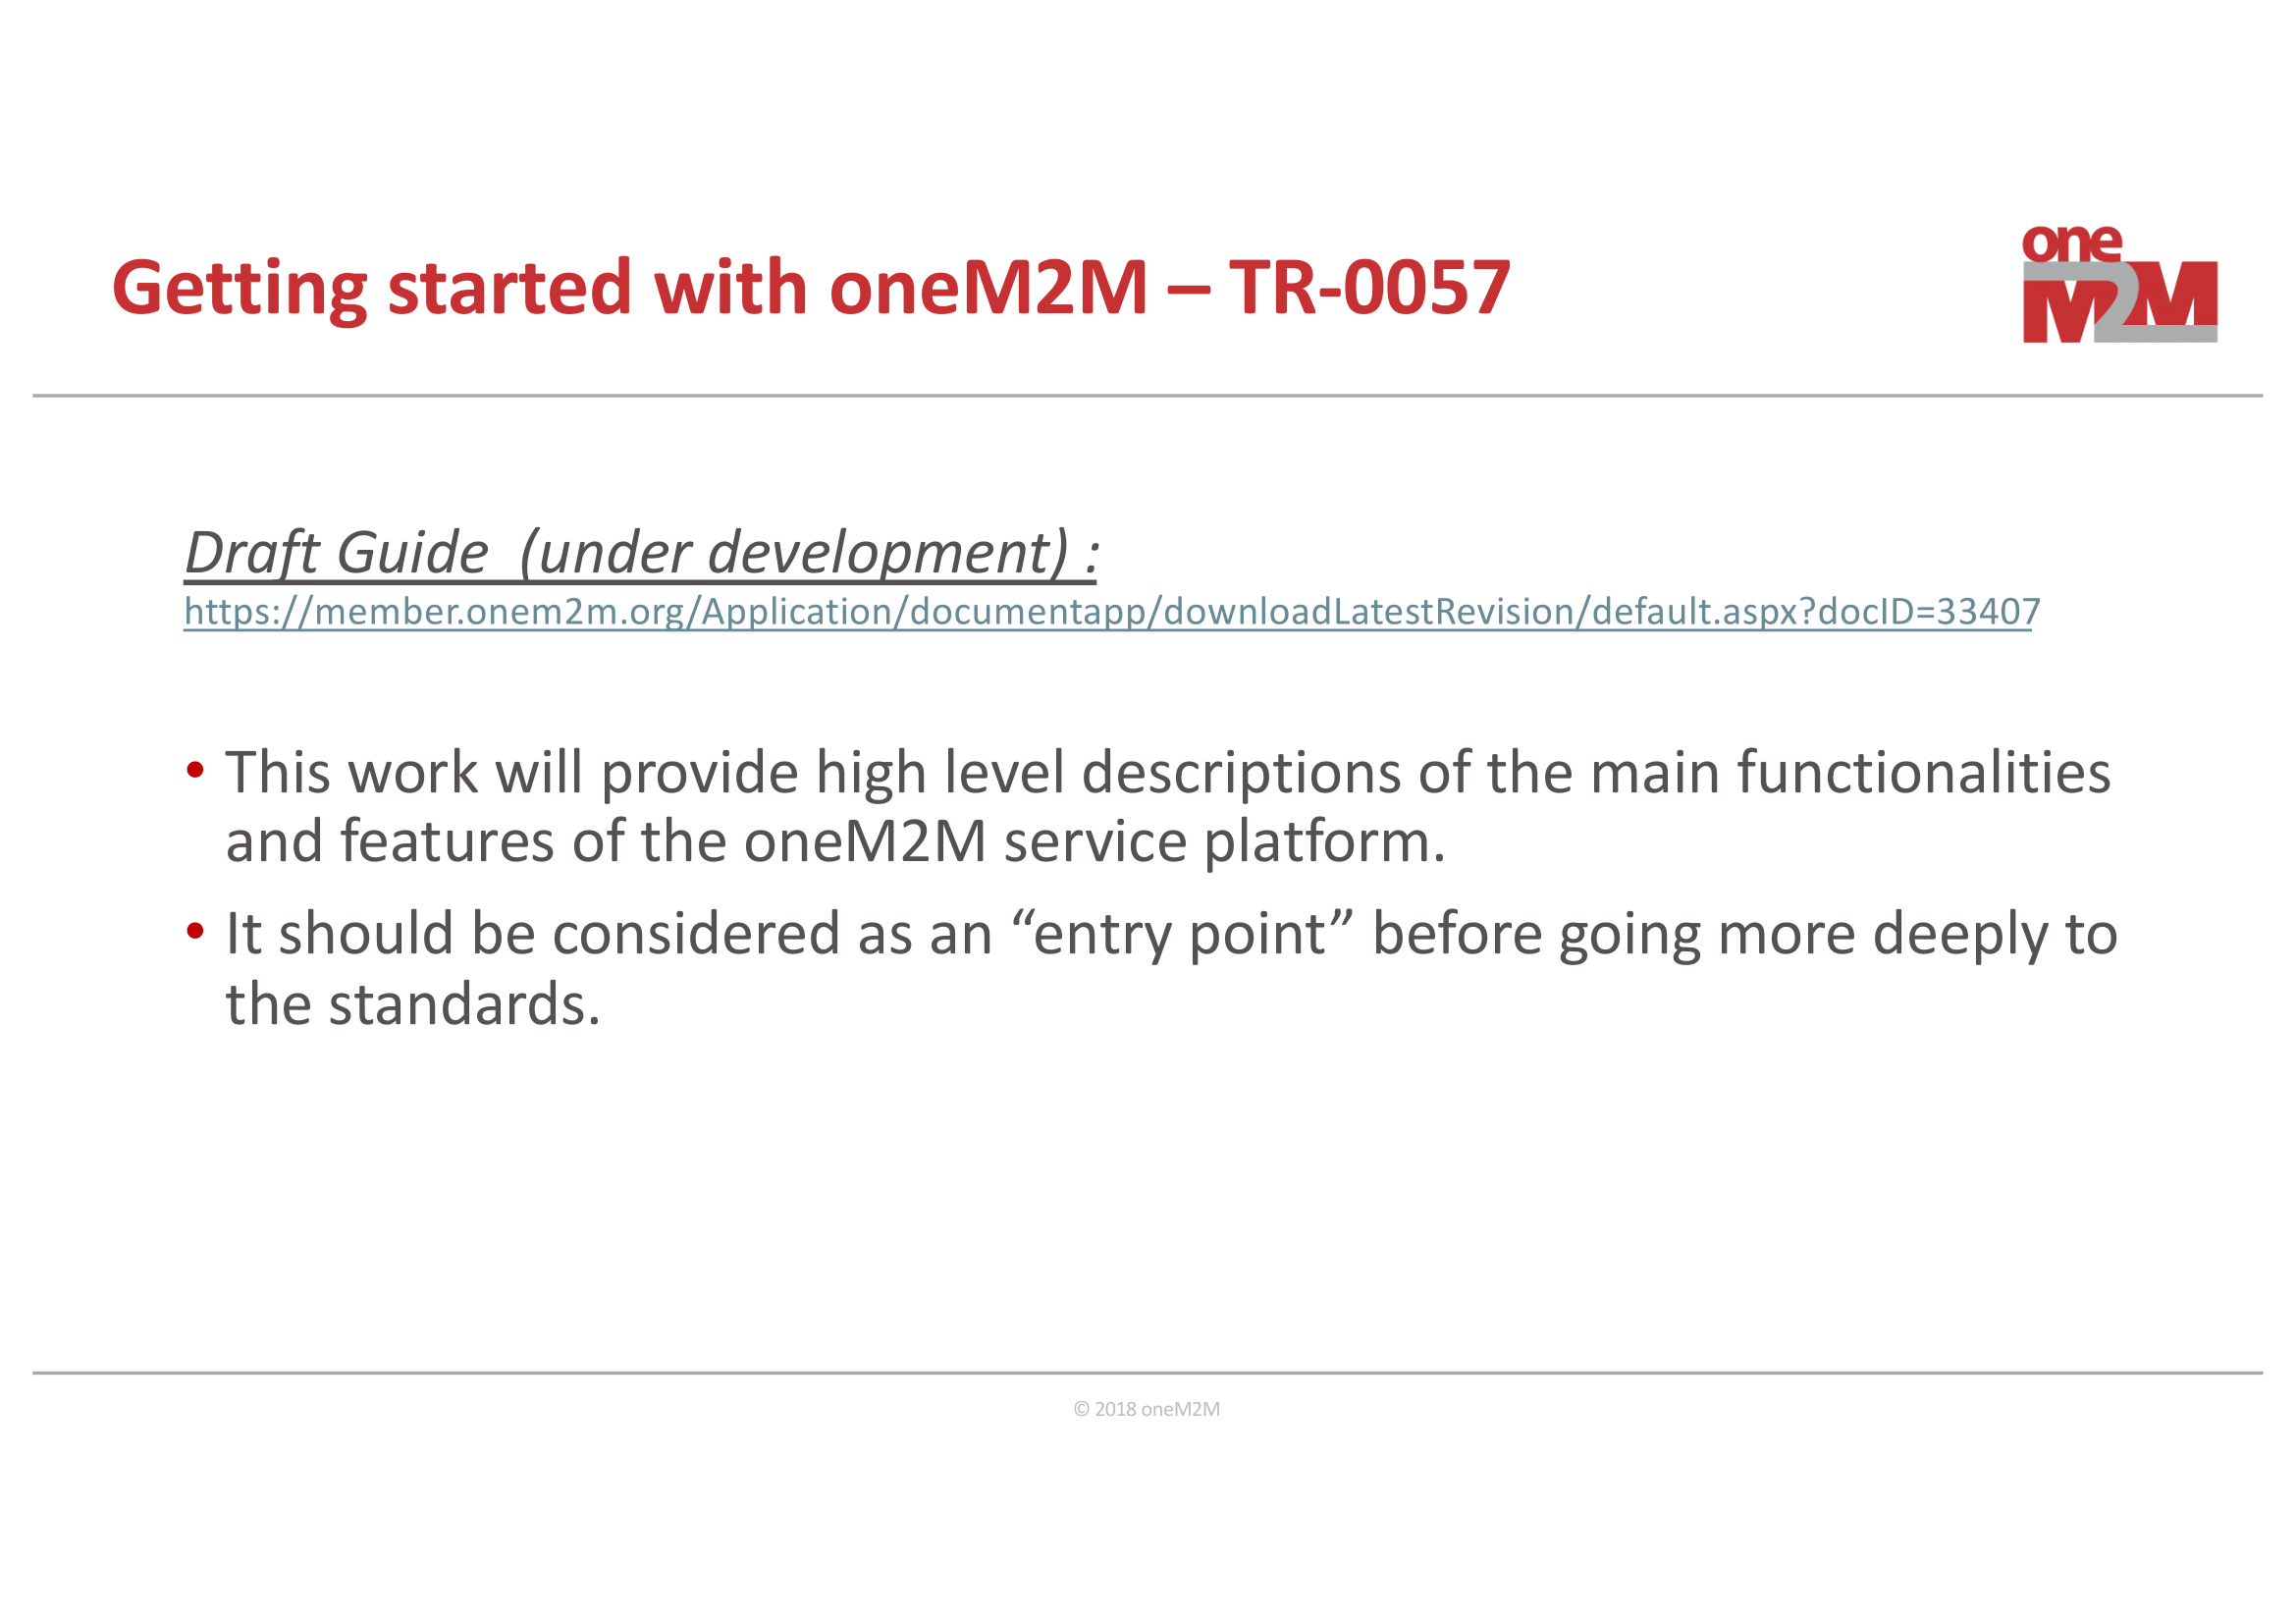 Getting started with oneM2M – TR-0057
one
M2M
Draft Guide  (under development) :
https://member.onem2m.org/Application/documentapp/downloadLatestRevision/default.aspx?docID=33407
• This work will provide high level descriptions of the main functionalities
and features of the oneM2M service platform.
• It should be considered as an “entry point” before going more deeply to
the standards.
© 2018 oneM2M